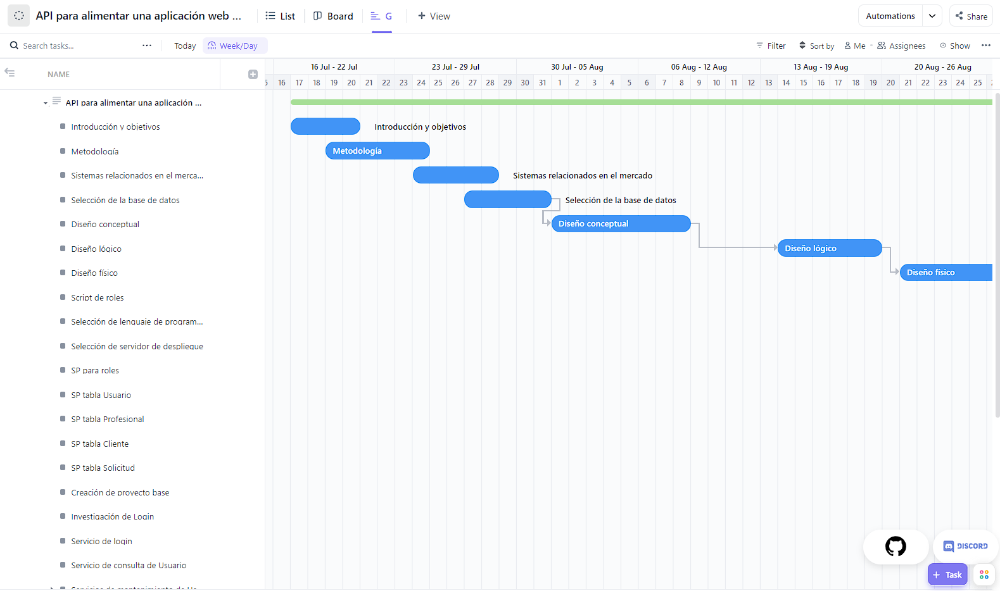 API para alimentar una aplicación web ...
List
Board
G
+ View
Automations
Share
Search tasks...
Today
Week/Day
Filter
Sort by
Me
Assignees
Show
NAME
16 Jul - 22 Jul 23 Jul - 29 Jul 30 Jul - 05 Aug 06 Aug - 12 Aug 13 Aug - 19 Aug 20 Aug - 26 Aug
16 17 18 19 20 21 22 23 24 25 26 27 28 29 30 31 1 2 3 4 5 6 7 8 9 10 11 12 13 14 15 16 17 18 19 20 21 22 23 24 25
API para alimentar una aplicación ...
Introducción y objetivos Introducción y objetivos
Metodología Metodología
Sistemas relacionados en el merca... Sistemas relacionados en el mercado
Selección de la base de datos Selección de la base de datos
Diseño conceptual Diseño conceptual
Diseño lógico Diseño lógico
Diseño físico Diseño físico
Script de roles
Selección de lenguaje de program...
Selección de servidor de despliegue
SP para roles
SP tabla Usuario
SP tabla Profesional
SP tabla Cliente
SP tabla Solicitud
Creación de proyecto base
Investigación de Login
Servicio de login
DISCORD
Servicio de consulta de Usuario
+ Task